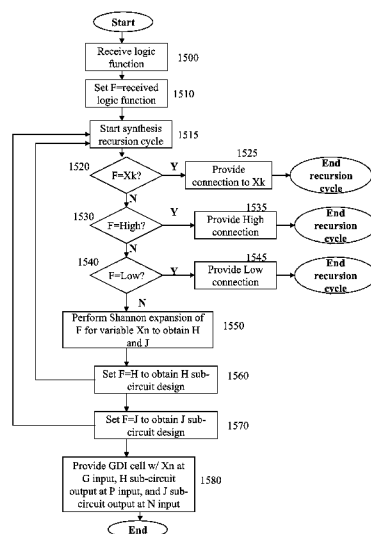 Start
Receive logic
function
1500
Set F=received
logic function
1510
Start synthesis
recursion cycle
1515
1520
F=Xk?
Y
1525
Provide
connection to Xk
End
recursion
cycle
N
1530
F=High?
Y
1535
Provide High
connection
End
recursion
cycle
N
1540
F=Low?
Y
1545
Provide Low
connection
End
recursion
cycle
N
Perform Shannon expansion of
F for variable Xn to obtain H
and J
1550
Set F=H to obtain H sub-
circuit design
1560
Set F=J to obtain J sub-
circuit design
1570
Provide GDI cell w/ Xn at
G input, H sub-circuit
output at P input, and J sub-
circuit output at N input
1580
End